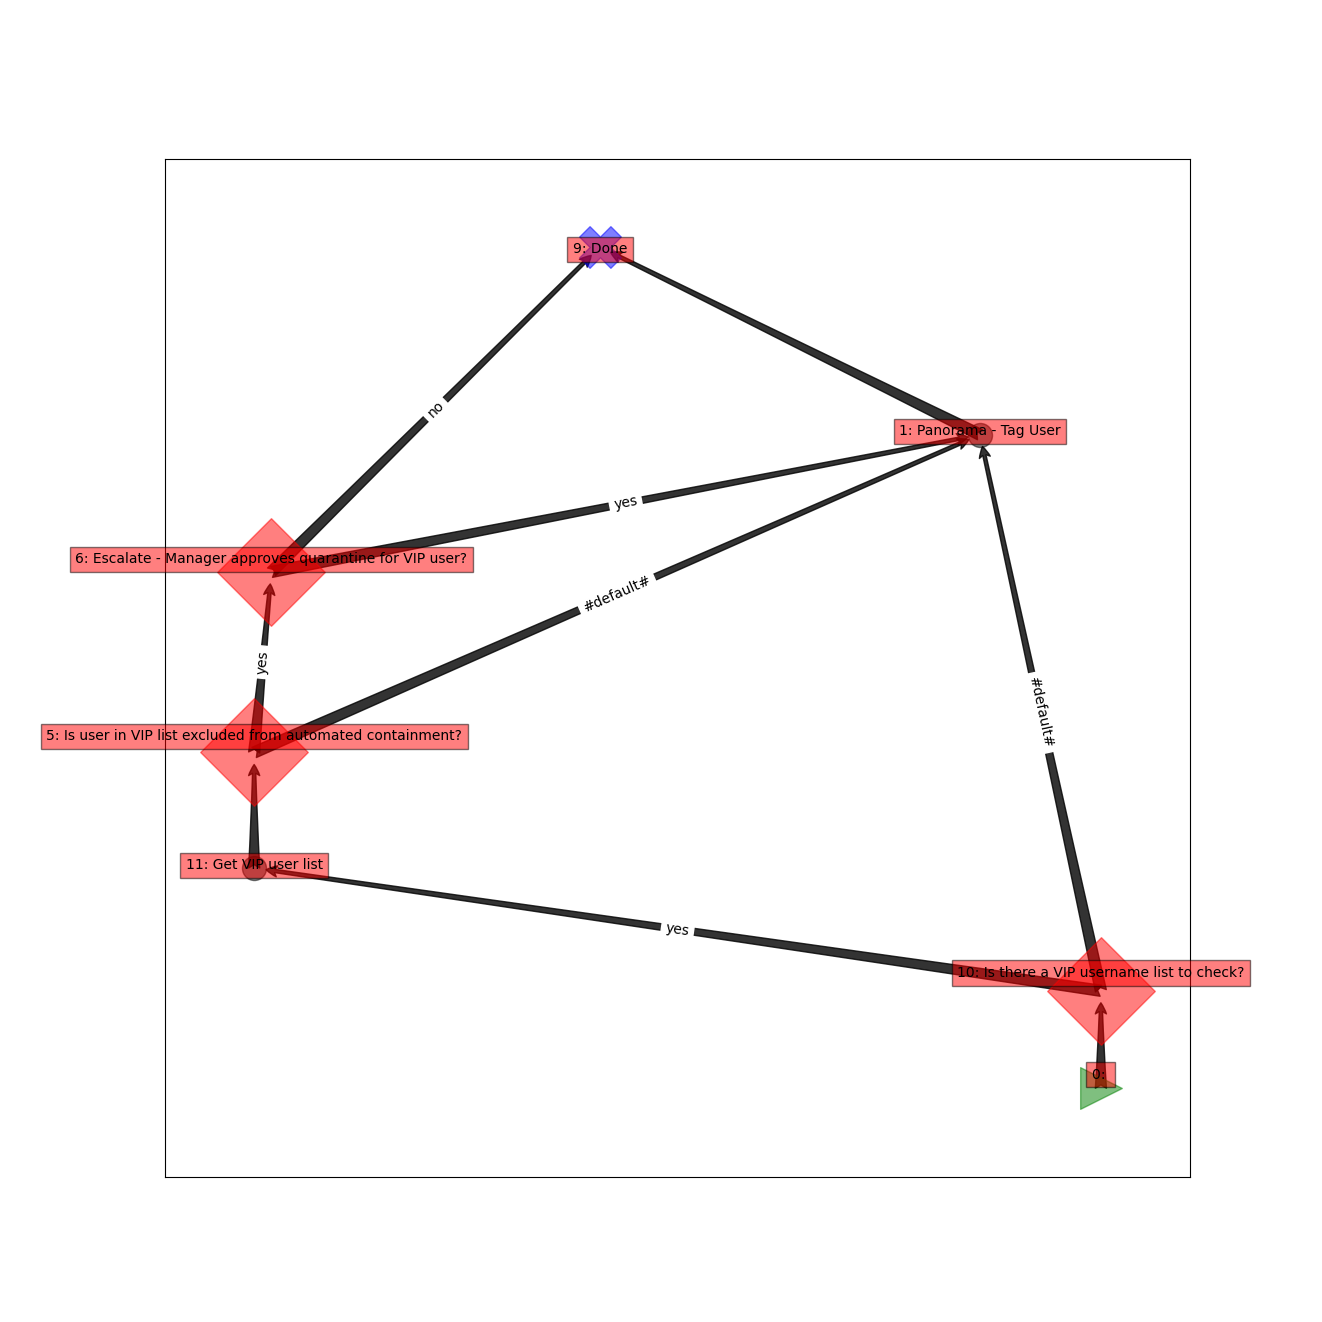 9: Done
no
1: Panorama - Tag User
yes
6: Escalate - Manager approves quarantine for VIP user?
#default#
yes
#default#
5: Is user in VIP list excluded from automated containment?
11: Get VIP user list
yes
10: Is there a VIP username list to check?
0: